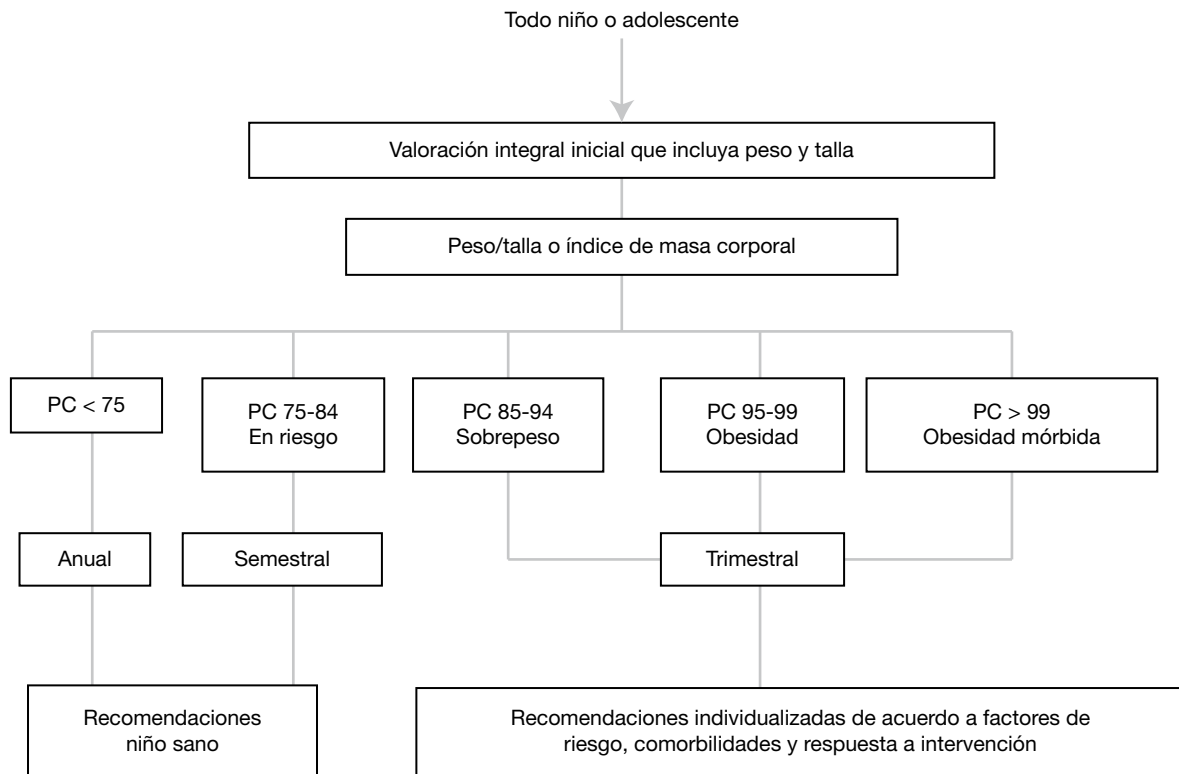 Todo niño o adolescente
Valoración integral inicial que incluya peso y talla
Peso/talla o índice de masa corporal
PC < 75
PC 75-84
En riesgo
PC 85-94
Sobrepeso
PC 95-99
Obesidad
PC > 99
Obesidad mórbida
Anual
Semestral
Trimestral
Recomendaciones
niño sano
Recomendaciones individualizadas de acuerdo a factores de
riesgo, comorbilidades y respuesta a intervención